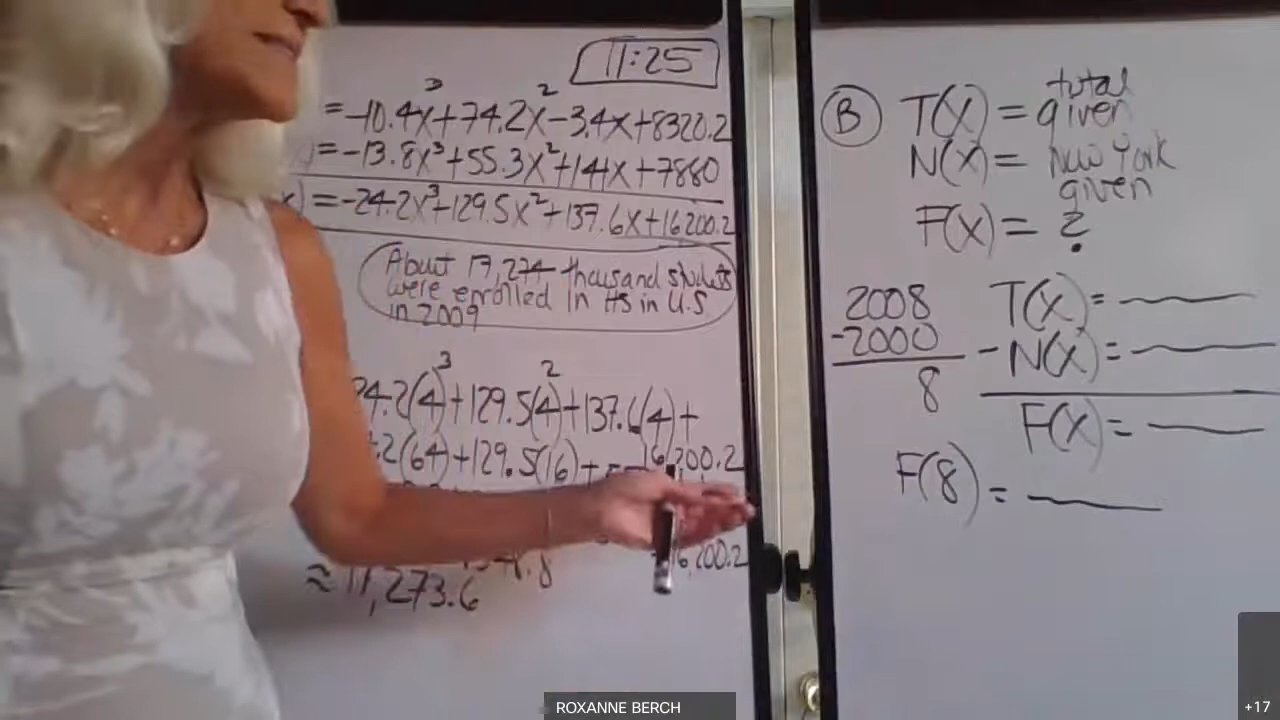 11:25
= -10.4x³ + 74.2x² - 3.4x + 8320.2
) = -13.8x³ + 55.3x² + 141x + 7880
x) = -24.2x³ + 129.5x² + 137.6x + 16200.2
About 17,274 thousand students
were enrolled in HS in U.S
in 2009
24.2(4)³ + 129.5(4)² + 137.6(4) +
16,200.2
.2(64) + 129.5(16) +
16,200.2
≈ 17,273.6
B T(x) = total given
N(x) = New York given
F(x) = ?
2008
-2000
8
T(x) =
- N(x) =
F(x) =
F(8) =
ROXANNE BERCH
+17